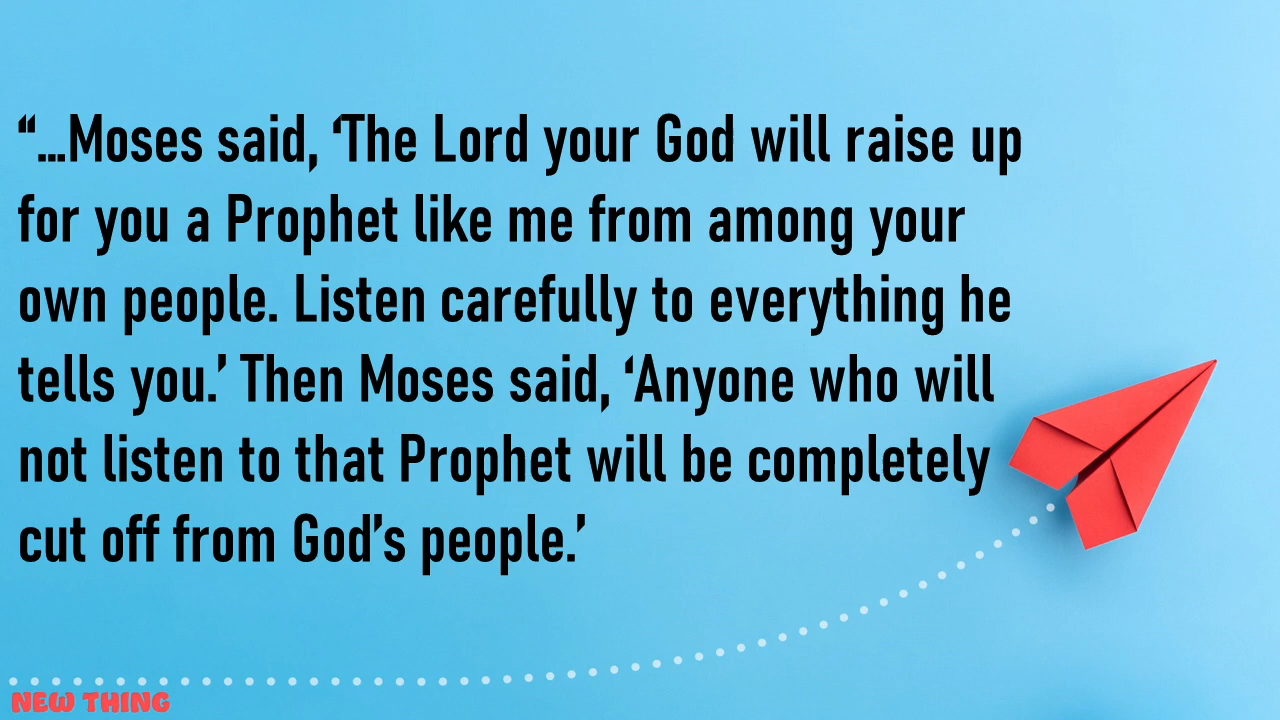 “...Moses said, ‘The Lord your God will raise up
for you a Prophet like me from among your
own people. Listen carefully to everything he
tells you.’ Then Moses said, ‘Anyone who will
not listen to that Prophet will be completely
cut off from God’s people.’
NEW THING